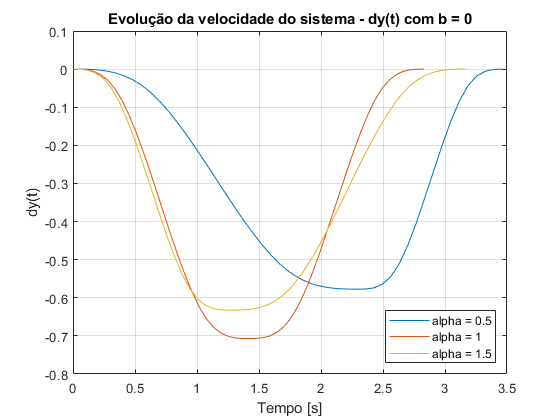 Evolução da velocidade do sistema - dy(t) com b = 0
0.1
0
-0.1
-0.2
-0.3
-0.4
-0.5
-0.6
-0.7
-0.8
dy(t)
alpha = 0.5
alpha = 1
alpha = 1.5
0 0.5 1 1.5 2 2.5 3 3.5
Tempo [s]